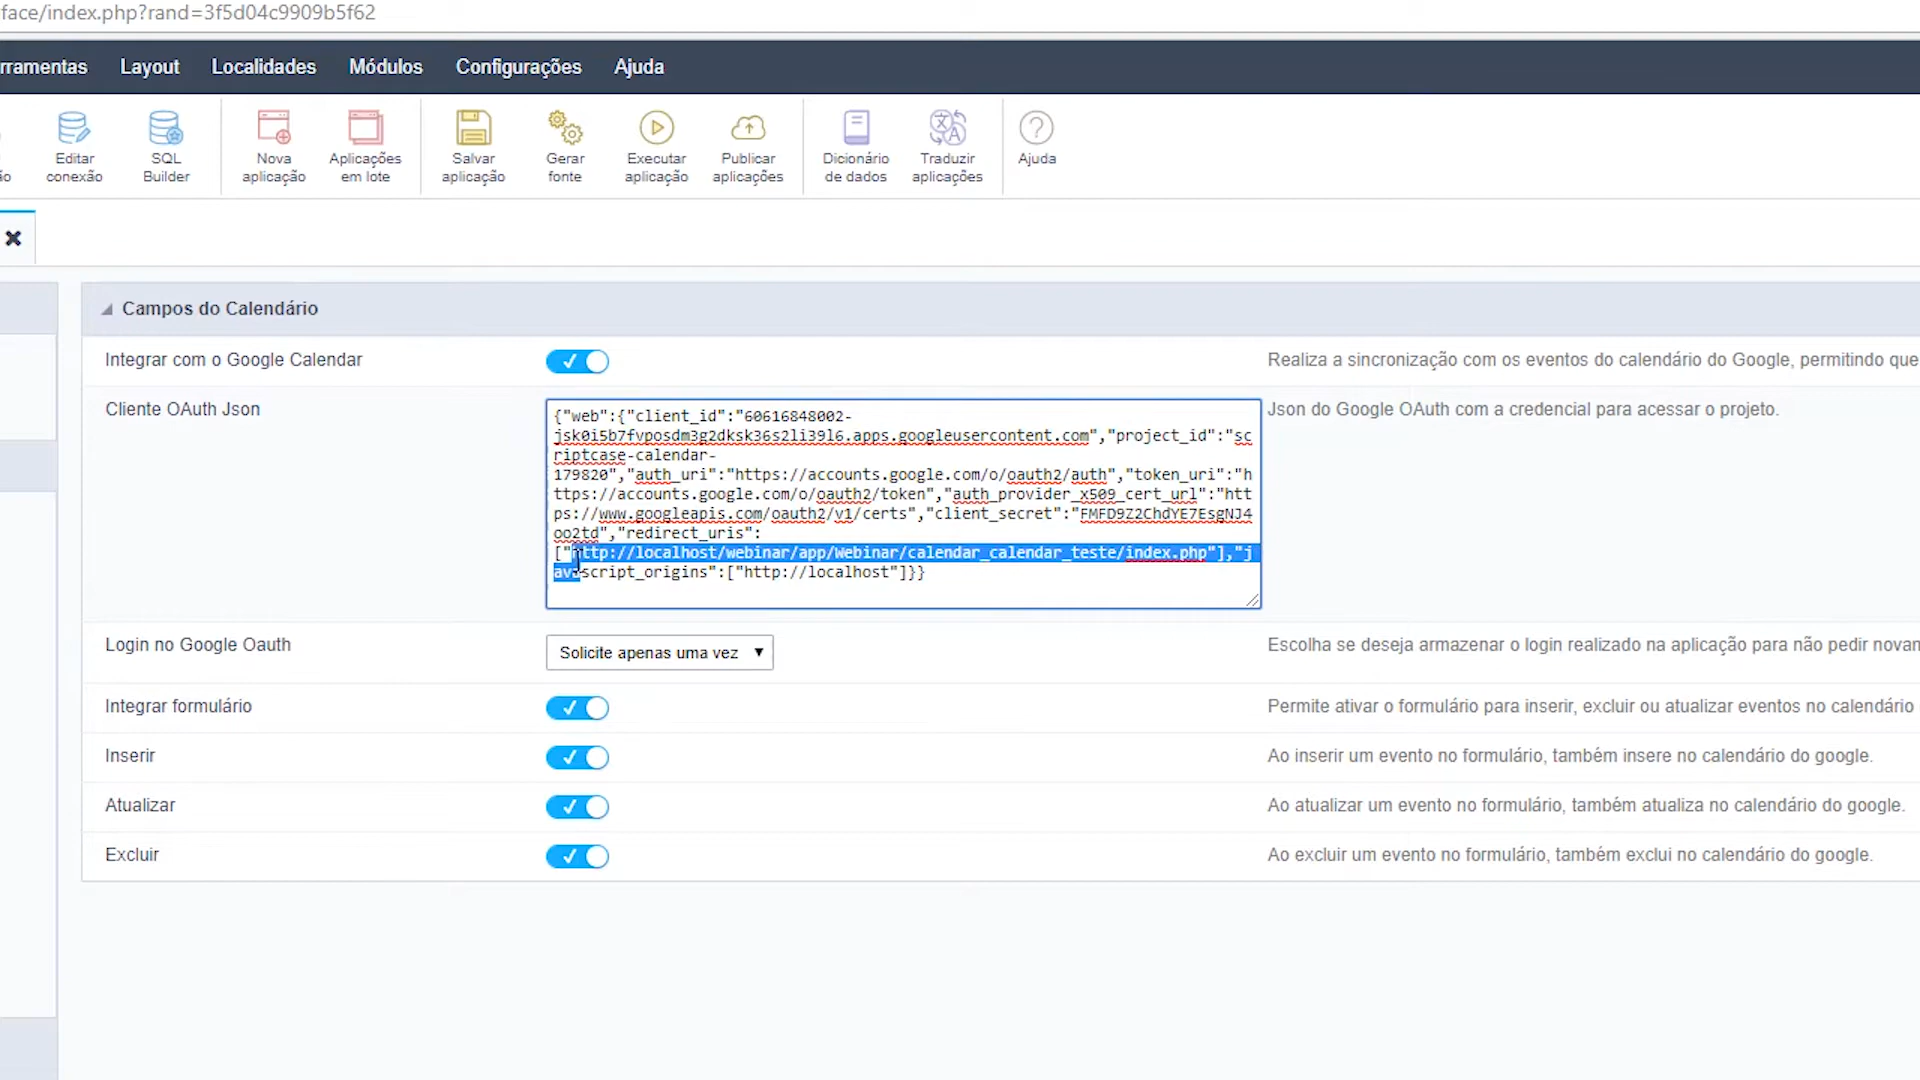 face/index.php?rand=3f5d04c9909b5f62
rramentas Layout Localidades Módulos Configurações Ajuda
Editar conexão
SQL Builder
Nova aplicação
Aplicações em lote
Salvar aplicação
Gerar fonte
Executar aplicação
Publicar aplicações
Dicionário de dados
Traduzir aplicações
Ajuda
Campos do Calendário
Integrar com o Google Calendar
Realiza a sincronização com os eventos do calendário do Google, permitindo que
Cliente OAuth Json
{"web":{"client_id":"60616848002-
jsk0i5b7fvposdm3g2dksk36s2li39l6.apps.googleusercontent.com","project_id":"sc
riptcase-calendar-
179820","auth_uri":"https://accounts.google.com/o/oauth2/auth","token_uri":"h
ttps://accounts.google.com/o/oauth2/token","auth_provider_x509_cert_url":"htt
ps://www.googleapis.com/oauth2/v1/certs","client_secret":"FMFD9Z2ChdYE7EsgNJ4
oo2td","redirect_uris":
["http://localhost/webinar/app/Webinar/calendar_calendar_teste/index.php"],"j
avascript_origins":["http://localhost"]}}
Json do Google OAuth com a credencial para acessar o projeto.
Login no Google Oauth
Solicite apenas uma vez
Escolha se deseja armazenar o login realizado na aplicação para não pedir novan
Integrar formulário
Permite ativar o formulário para inserir, excluir ou atualizar eventos no calendário
Inserir
Ao inserir um evento no formulário, também insere no calendário do google.
Atualizar
Ao atualizar um evento no formulário, também atualiza no calendário do google.
Excluir
Ao excluir um evento no formulário, também exclui no calendário do google.